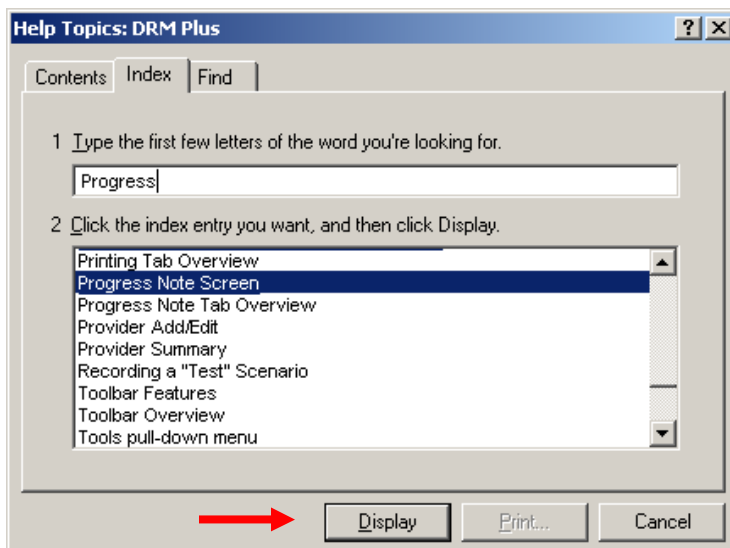 Help Topics: DRM Plus
Contents Index Find
1 Type the first few letters of the word you're looking for.
Progress
2 Click the index entry you want, and then click Display.
Printing Tab Overview
Progress Note Screen
Progress Note Tab Overview
Provider Add/Edit
Provider Summary
Recording a "Test" Scenario
Toolbar Features
Toolbar Overview
Tools pull-down menu
Display Print... Cancel